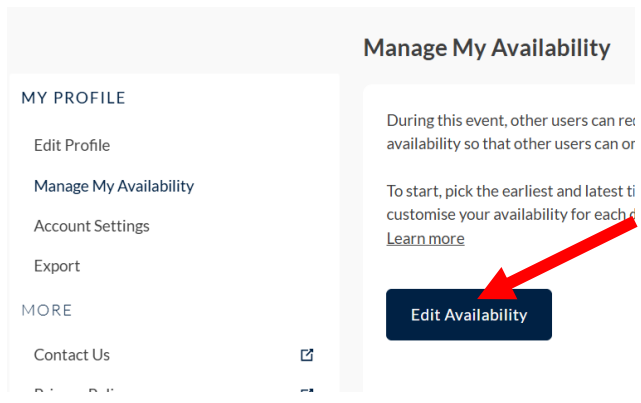 Manage My Availability
MY PROFILE
Edit Profile
Manage My Availability
Account Settings
Export
MORE
Contact Us
During this event, other users can
availability so that other users can
To start, pick the earliest and latest
customise your availability for each
Learn more
Edit Availability